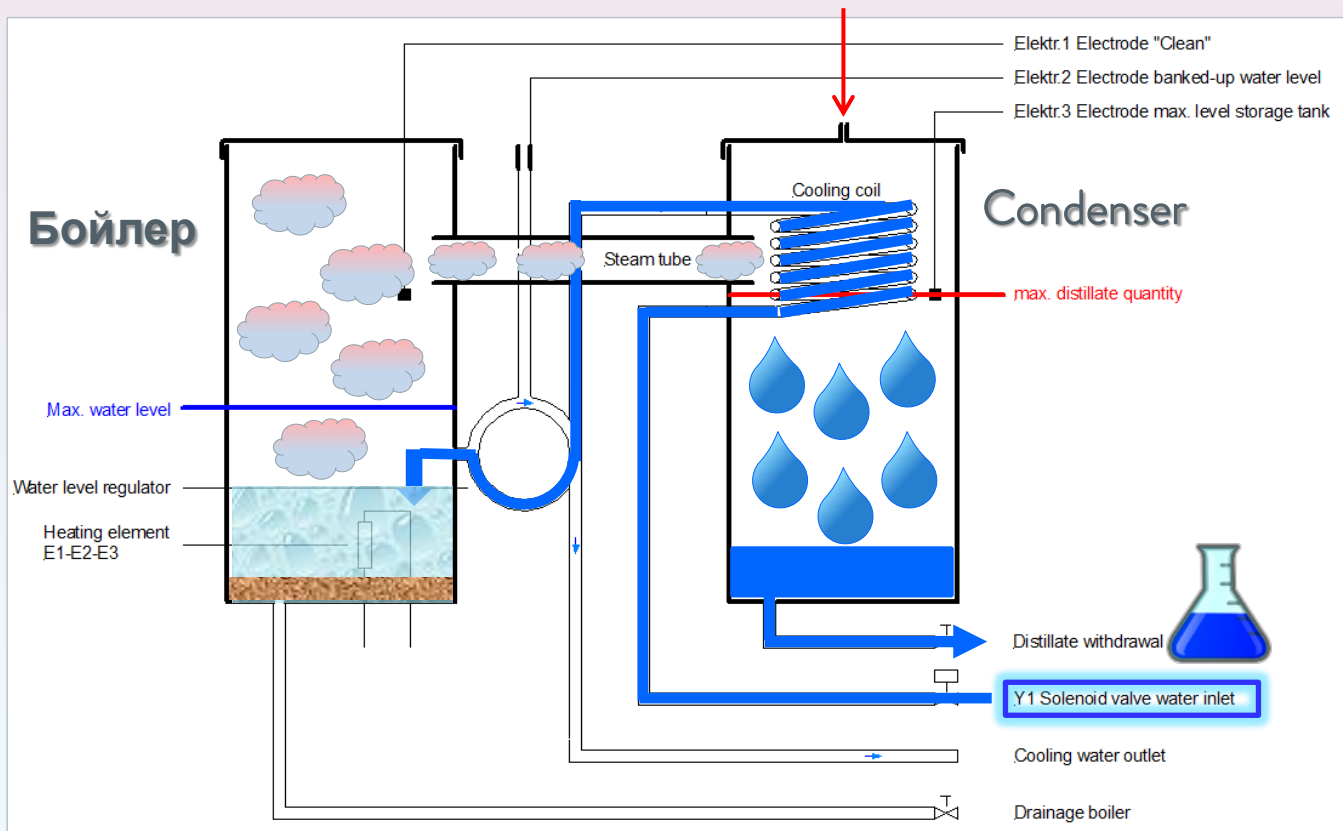 Elektr.1 Electrode "Clean"
Elektr.2 Electrode banked-up water level
Elektr.3 Electrode max. level storage tank
Cooling coil
Condenser
Бойлер
Steam tube
max. distillate quantity
Max. water level
Water level regulator
Heating element
E1-E2-E3
Distillate withdrawal
Y1 Solenoid valve water inlet
Cooling water outlet
Drainage boiler